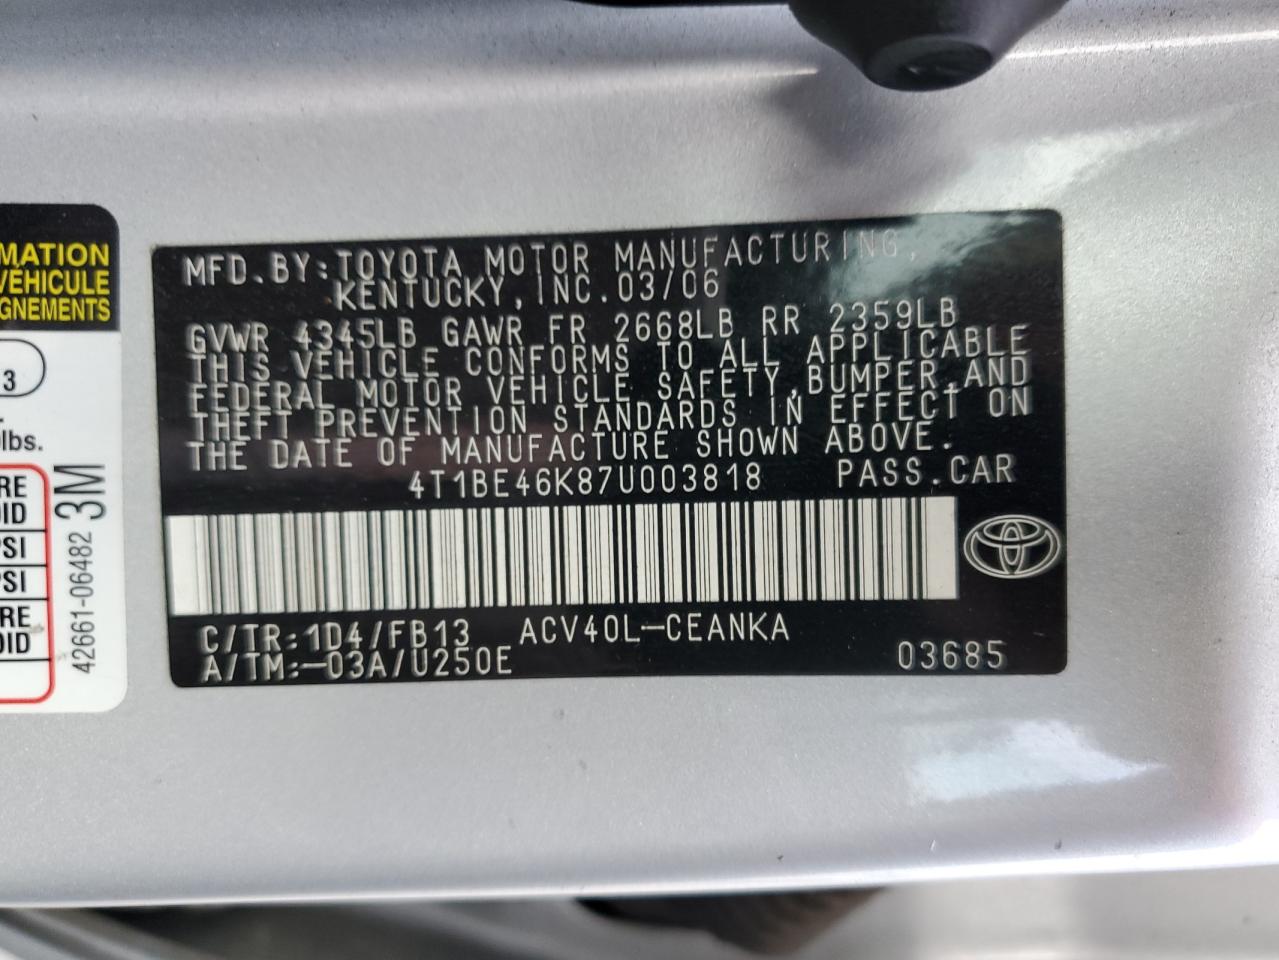 MATION
VÉHICULE
GNEMENTS
3
lbs.
RE
OID
PSI
PSI
RE
OID
42661-06482 3M
MFD.BY:TOYOTA MOTOR MANUFACTURING,
KENTUCKY, INC. 03/06
GVWR 4345LB GAWR FR 2668LB RR 2359LB
THIS VEHICLE CONFORMS TO ALL APPLICABLE
FEDERAL MOTOR VEHICLE SAFETY,BUMPER,AND
THEFT PREVENTION STANDARDS IN EFFECT ON
THE DATE OF MANUFACTURE SHOWN ABOVE.
4T1BE46K87U003818 PASS.CAR
C/TR:1D4/FB13 ACV40L-CEANKA
A/TM:-03A/U250E 03685